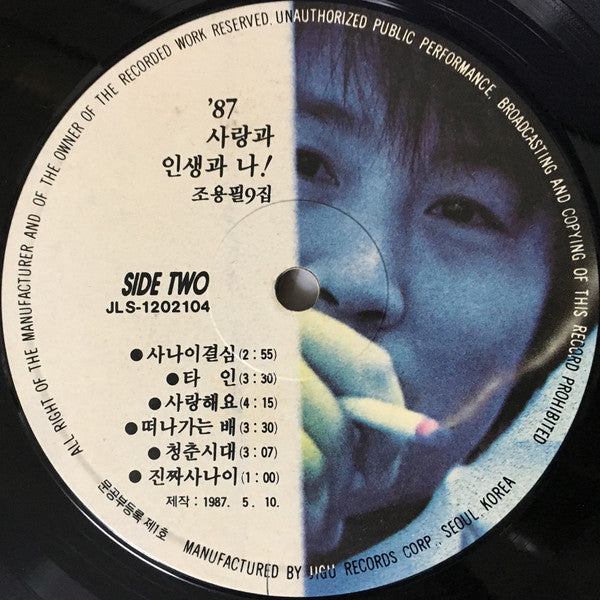 ALL RIGHT OF THE MANUFACTURER AND OF THE OWNER OF THE RECORDED WORK RESERVED. UNAUTHORIZED PUBLIC PERFORMANCE, BROADCASTING AND COPYING OF THIS RECORD PROHIBITED
'87
사랑과
인생과 나!
조용필9집
SIDE TWO
JLS-1202104
●사나이결심(2:55)
●타 인(3:30)
●사랑해요(4:15)
●떠나가는 배(3:30)
●청춘시대(3:07)
●진짜사나이(1:00)
제작:1987. 5. 10.
문공부등록 제1호
MANUFACTURED BY JIGU RECORDS CORP., SEOUL KOREA